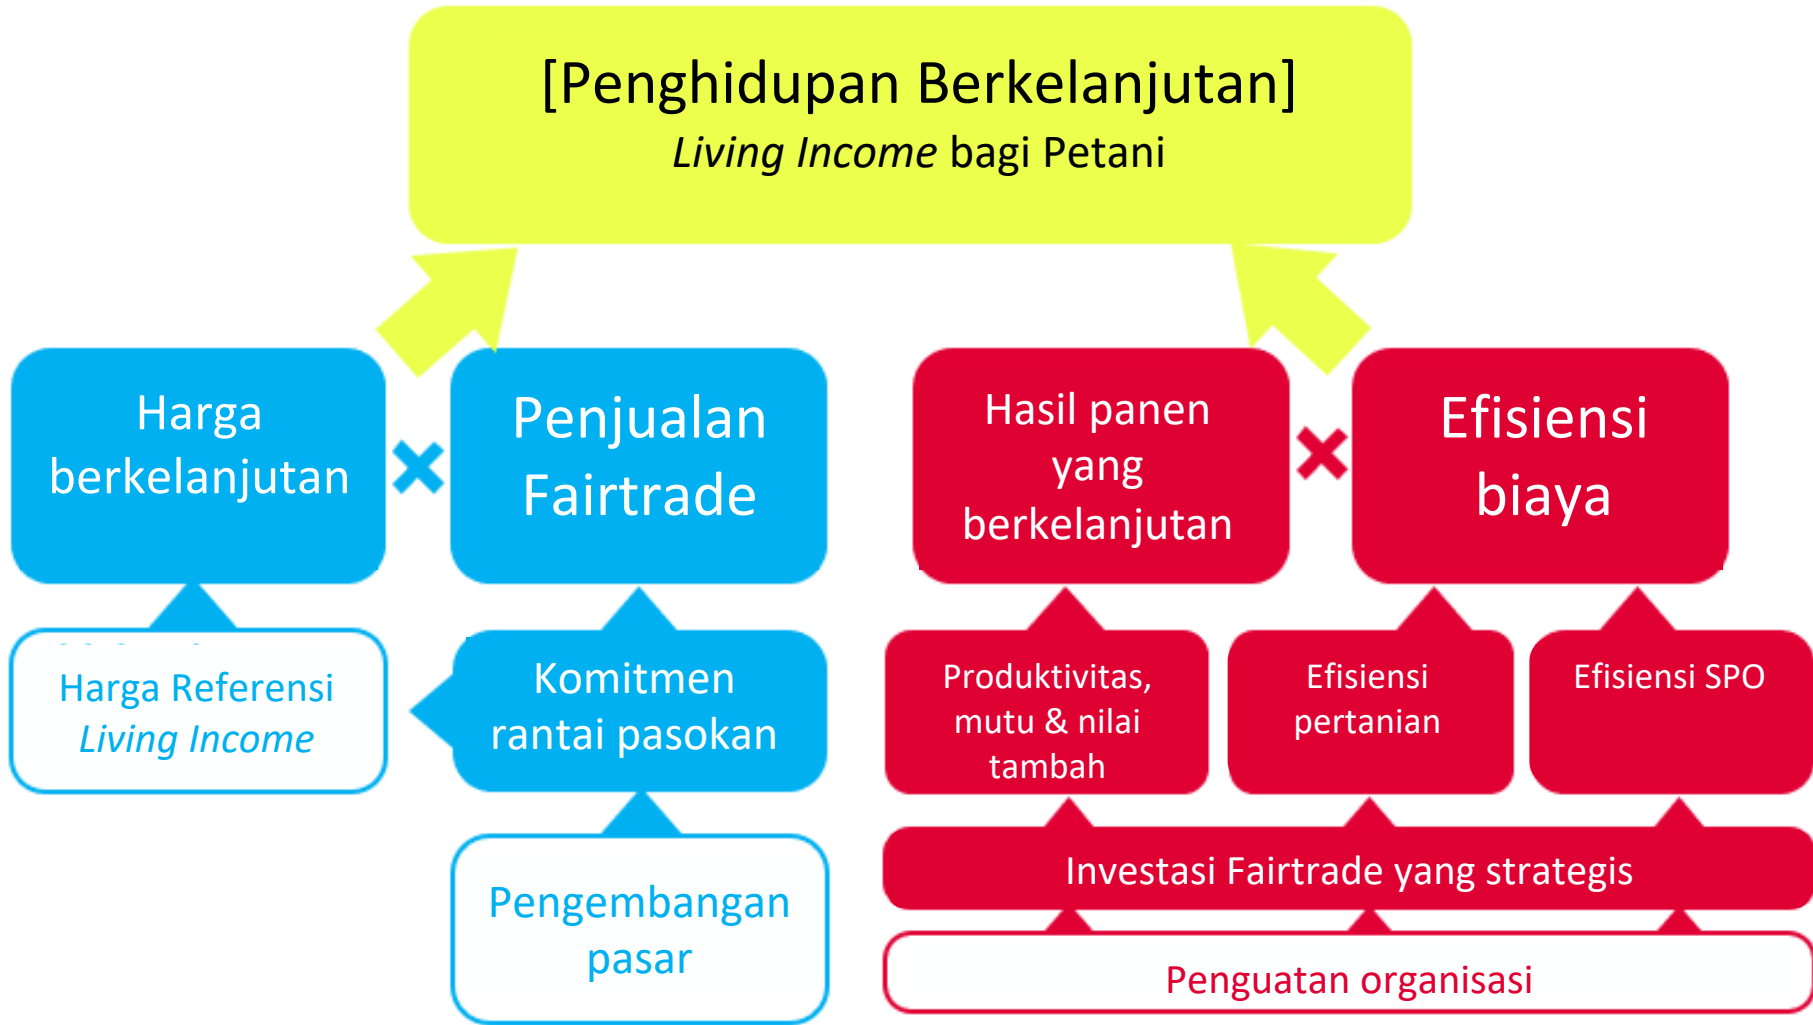 [Penghidupan Berkelanjutan]
Living Income bagi Petani
Harga
berkelanjutan
Penjualan
Fairtrade
Hasil panen
yang
berkelanjutan
Efisiensi
biaya
Harga Referensi
Living Income
Komitmen
rantai pasokan
Produktivitas,
mutu & nilai
tambah
Efisiensi
pertanian
Efisiensi SPO
Investasi Fairtrade yang strategis
Pengembangan
pasar
Penguatan organisasi